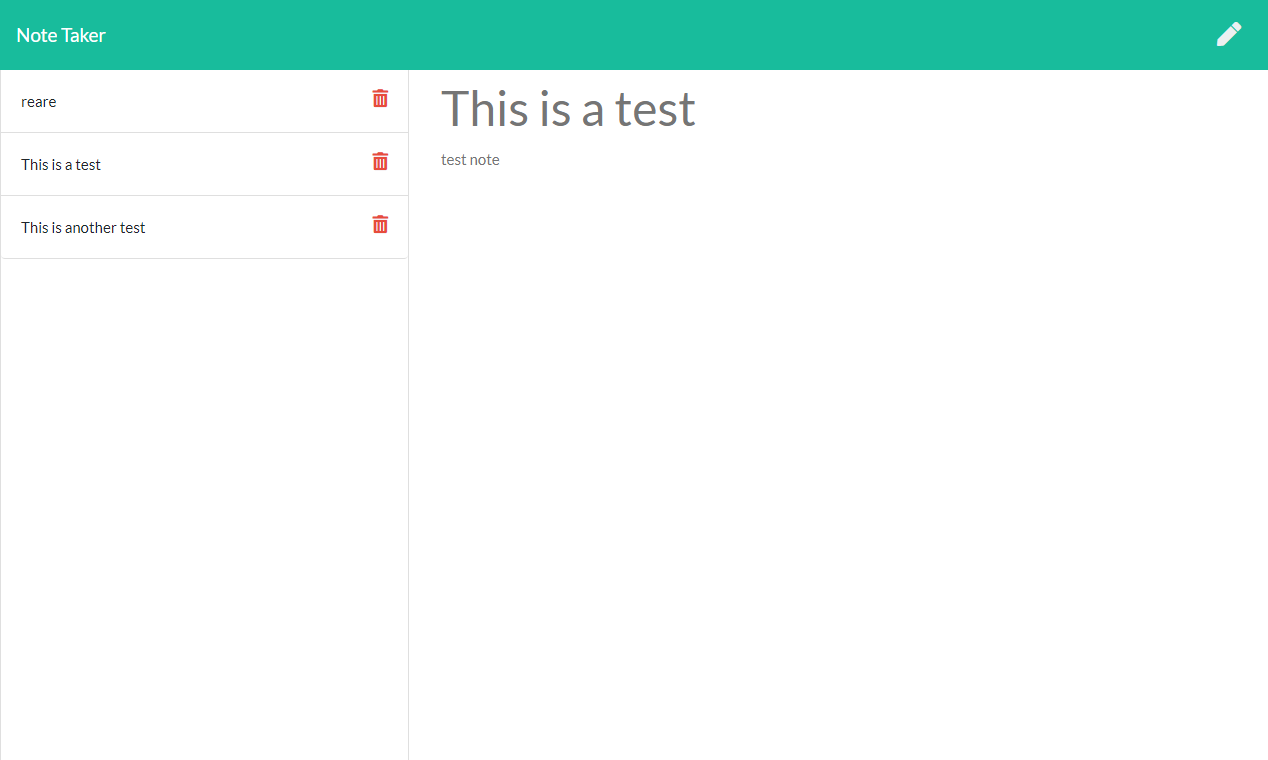 Note Taker
reare
This is a test
This is another test
This is a test
test note